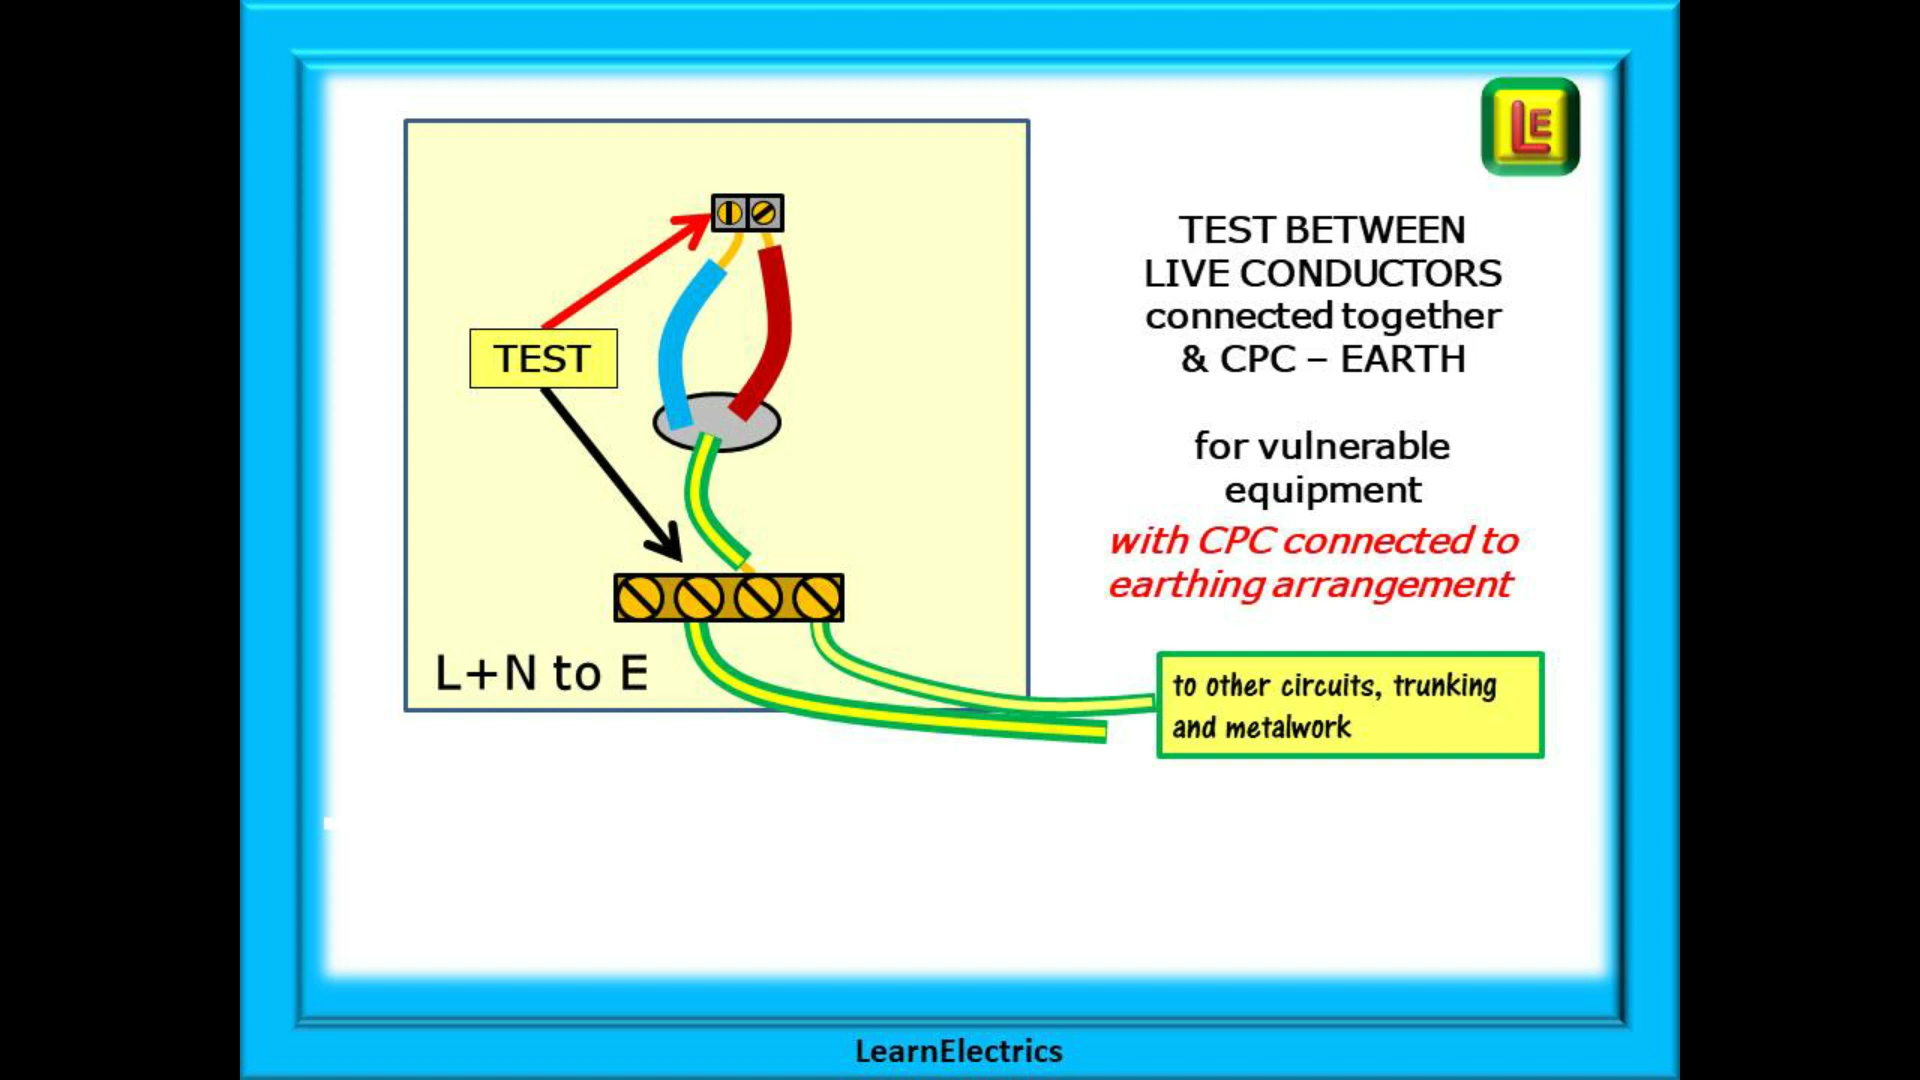 LE
TEST BETWEEN
LIVE CONDUCTORS
connected together
& CPC – EARTH
for vulnerable
equipment
with CPC connected to
earthing arrangement
TEST
L+N to E
to other circuits, trunking
and metalwork
LearnElectrics